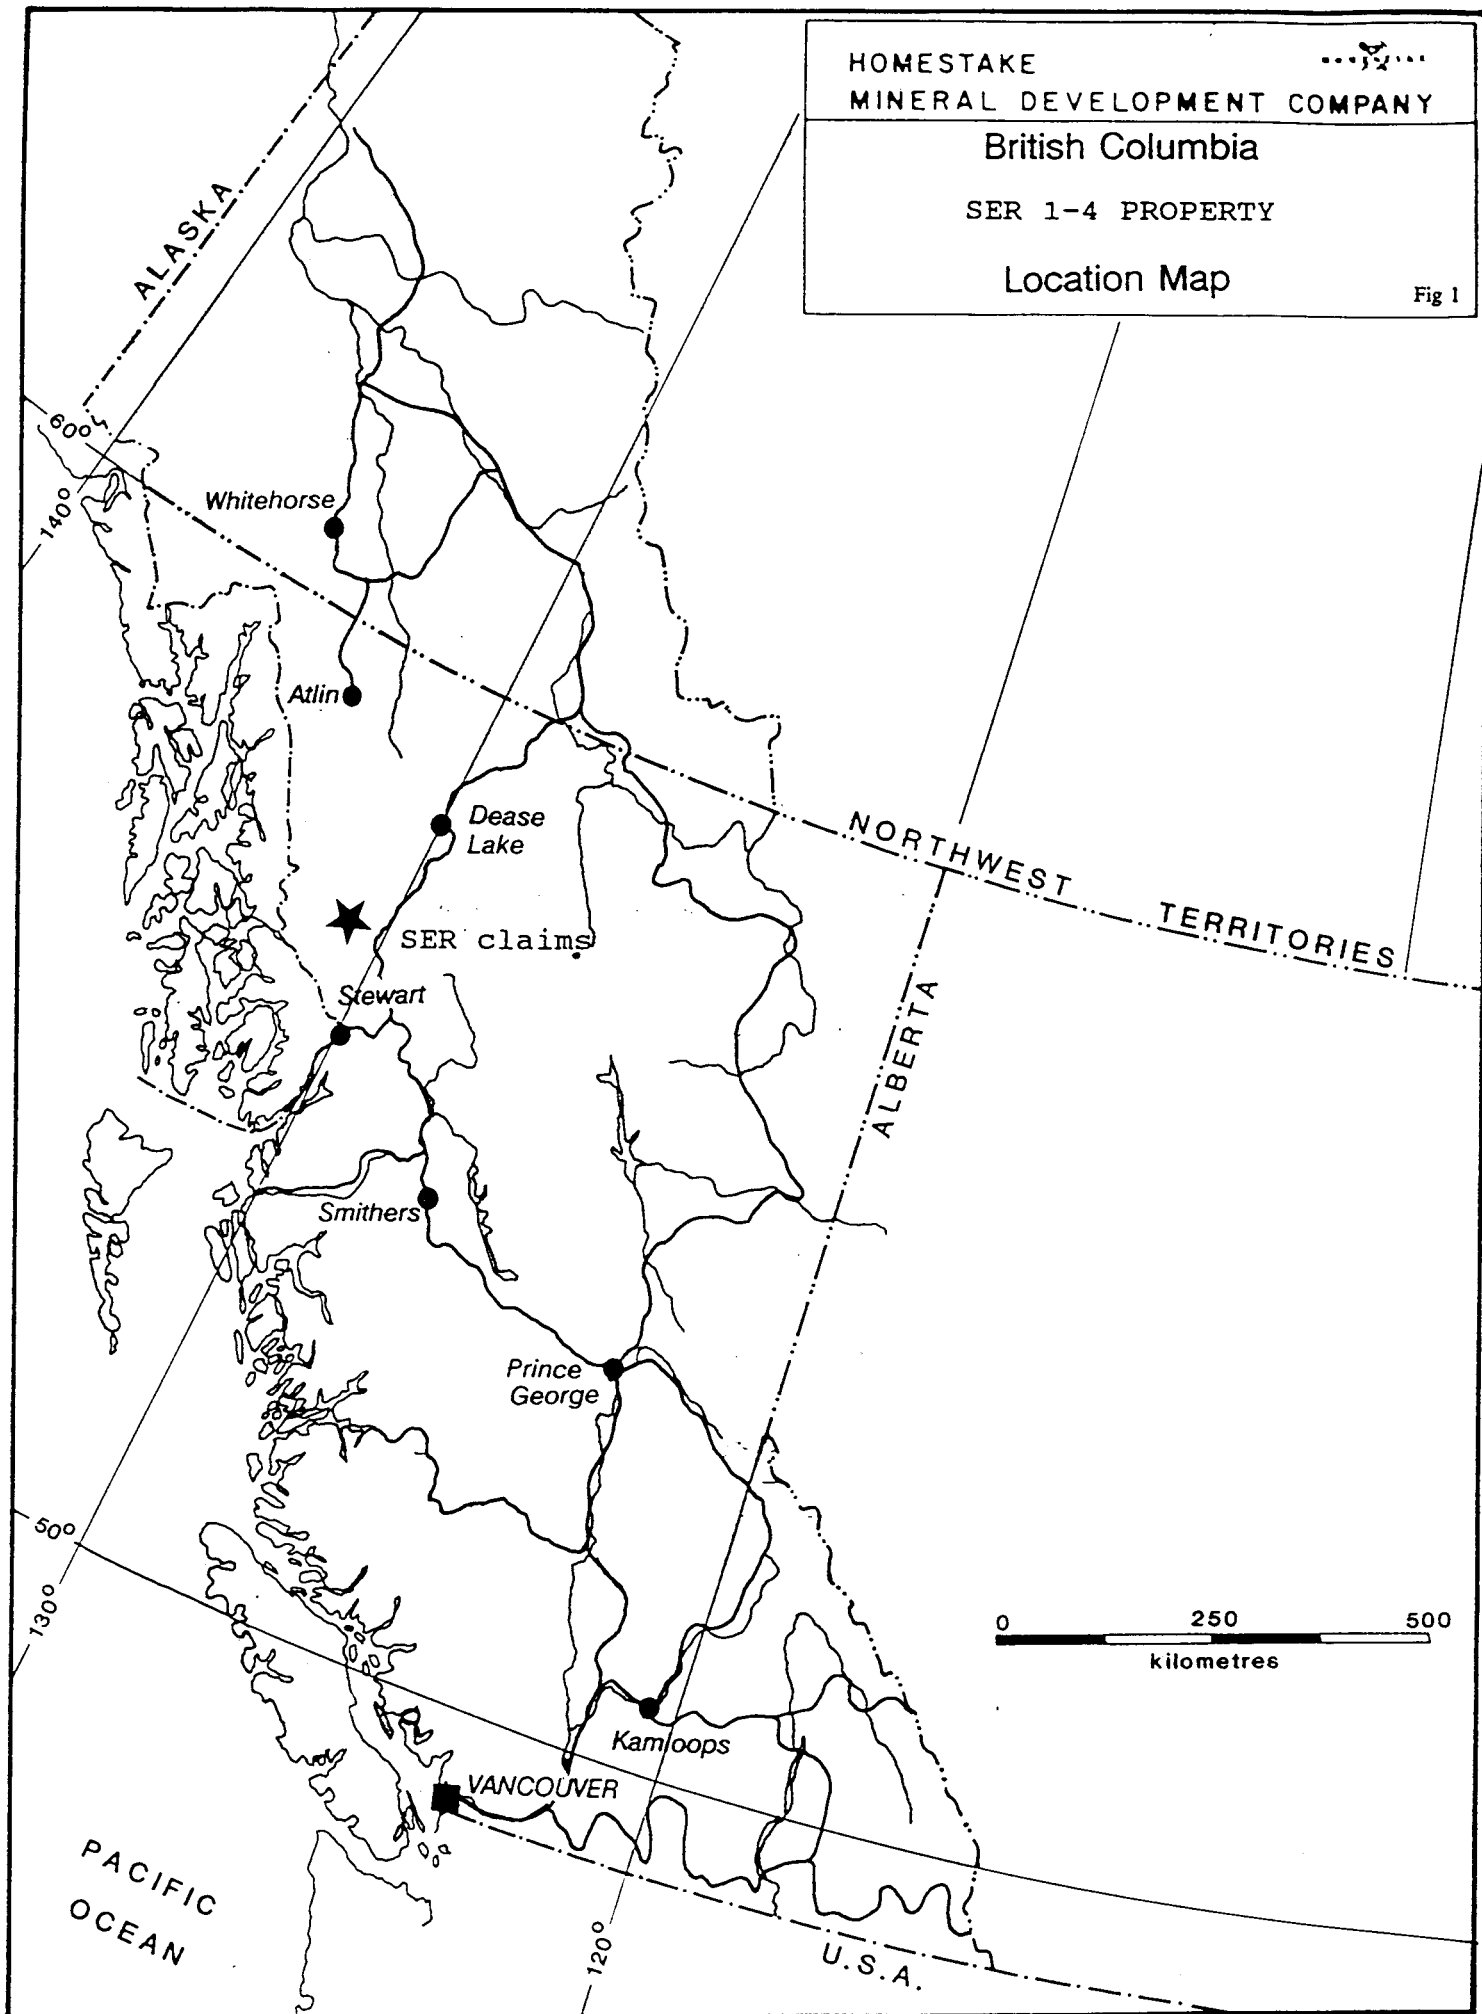 HOMESTAKE
MINERAL DEVELOPMENT COMPANY
British Columbia
SER 1-4 PROPERTY
Location Map
Fig 1
ALASKA
60°
140°
Whitehorse
Atlin
Dease
Lake
NORTHWEST TERRITORIES
SER claims
Stewart
ALBERTA
Smithers
Prince
George
50°
130°
0 250 500
kilometres
Kamloops
VANCOUVER
PACIFIC
OCEAN
120°
U.S.A.